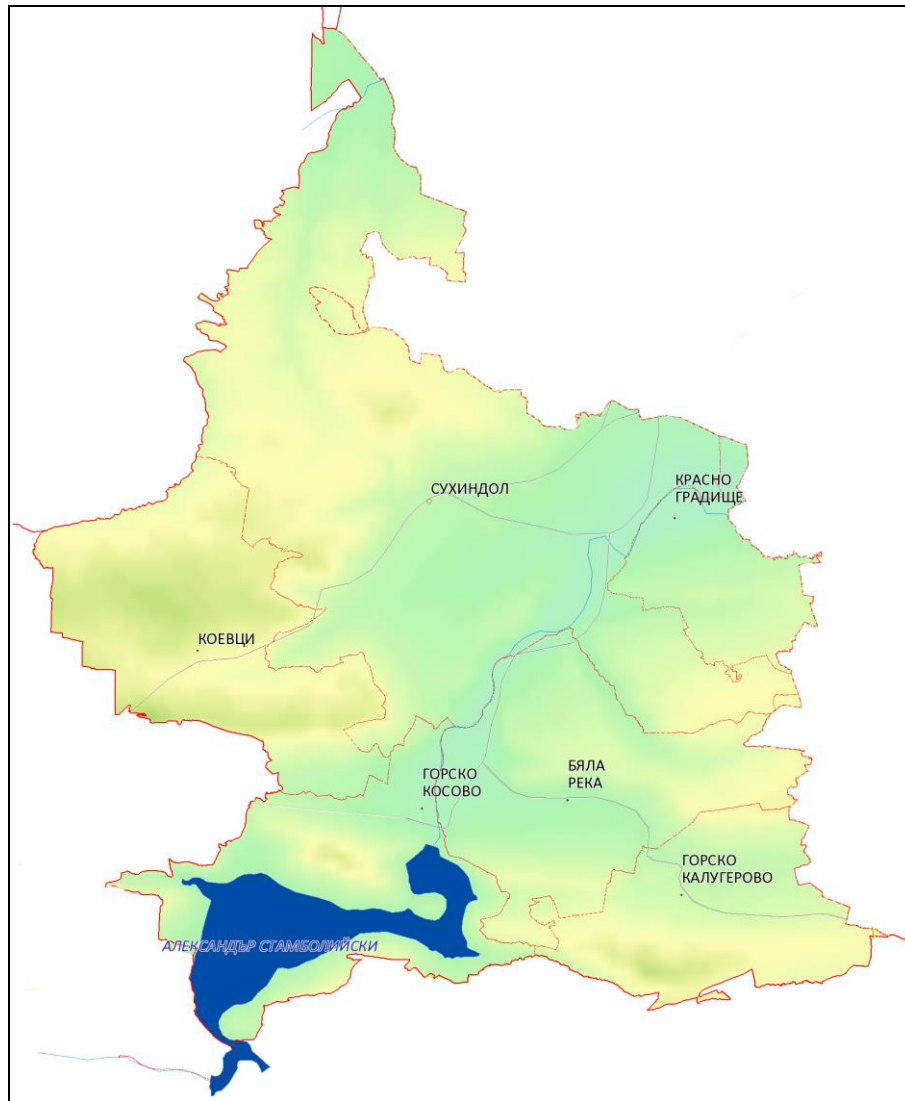 СУХИНДОЛ
КРАСНО
ГРАДИЩЕ
КОЕВЦИ
ГОРСКО
КОСОВО
БЯЛА
РЕКА
ГОРСКО
КАЛУГЕРОВО
АЛЕКСАНДЪР СТАМБОЛИЙСКИ